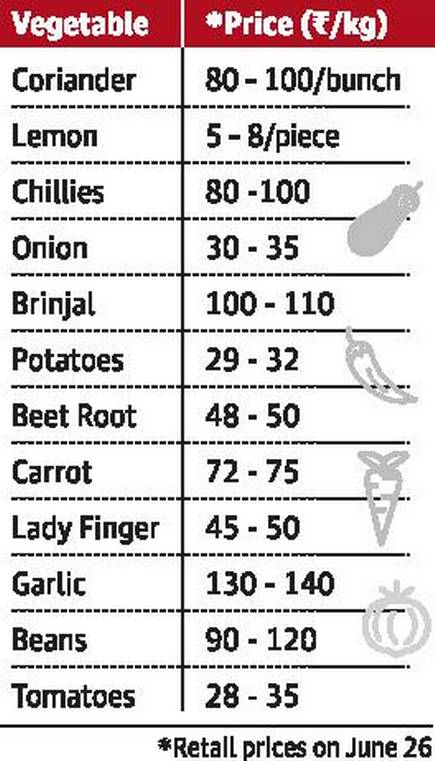 Vegetable *Price (₹/kg)
Coriander 80 - 100/bunch
Lemon 5 - 8/piece
Chillies 80 -100
Onion 30 - 35
Brinjal 100 - 110
Potatoes 29 - 32
Beet Root 48 - 50
Carrot 72 - 75
Lady Finger 45 - 50
Garlic 130 - 140
Beans 90 - 120
Tomatoes 28 - 35
*Retail prices on June 26